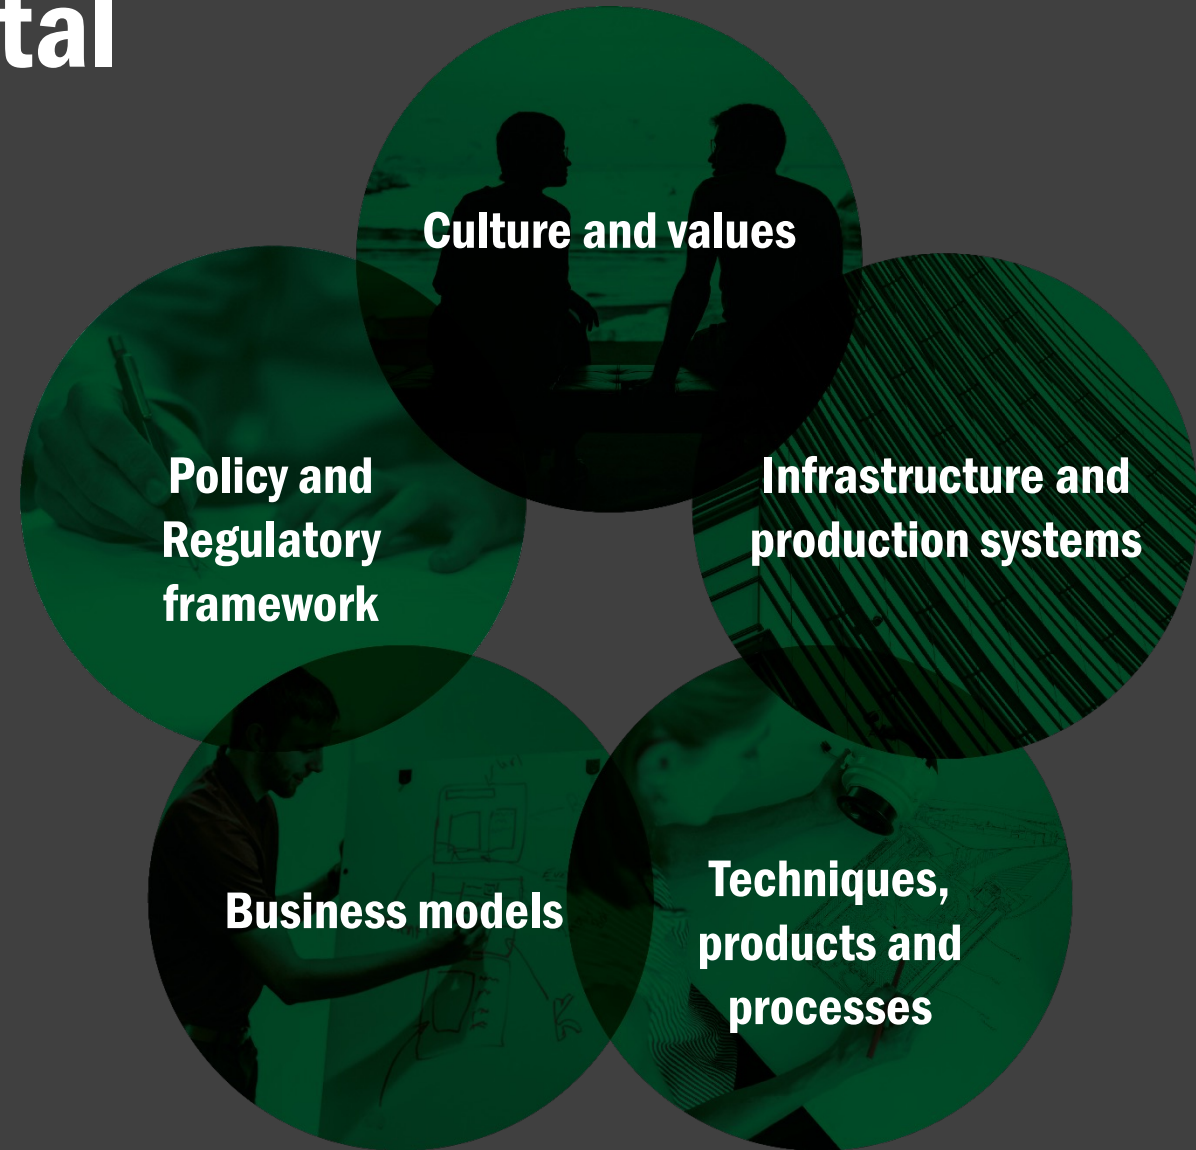 tal
Culture and values
Policy and
Regulatory
framework
Infrastructure and
production systems
Business models
Techniques,
products and
processes